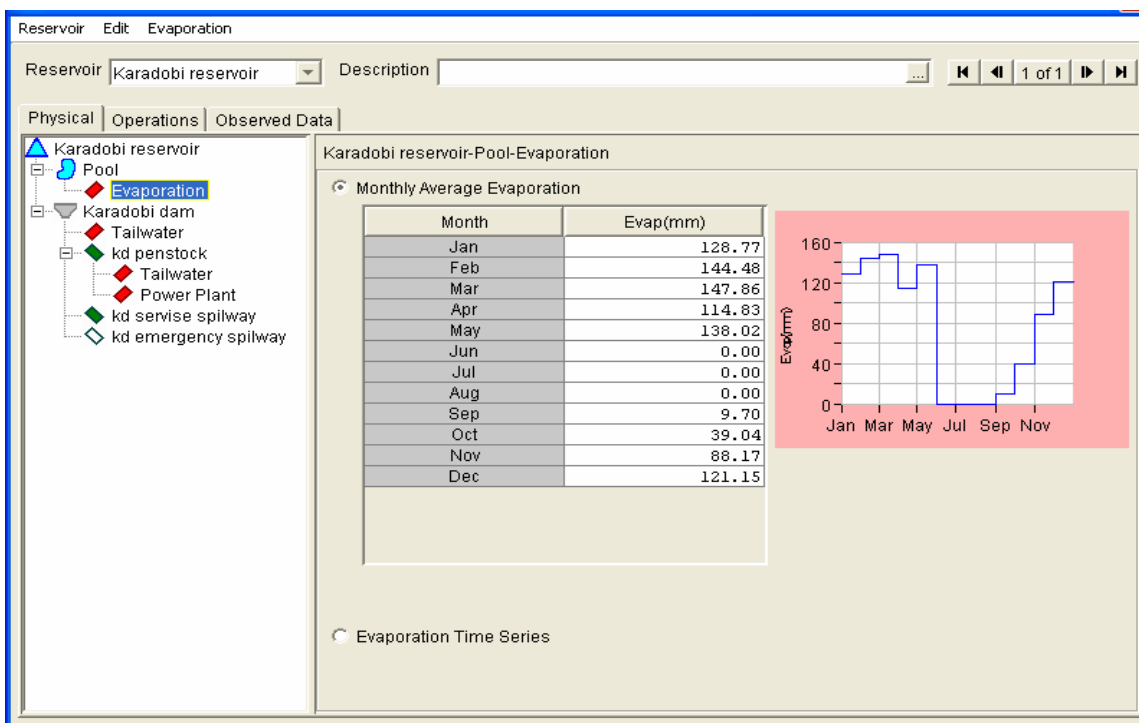 Reservoir Edit Evaporation
Reservoir Karadobi reservoir Description ... 1 of 1
Physical Operations Observed Data
Karadobi reservoir
Pool
Evaporation
Karadobi dam
Tailwater
kd penstock
Tailwater
Power Plant
kd servise spilway
kd emergency spilway
Karadobi reservoir-Pool-Evaporation
Monthly Average Evaporation
Month Evap(mm)
Jan 128.77
Feb 144.48
Mar 147.86
Apr 114.83
May 138.02
Jun 0.00
Jul 0.00
Aug 0.00
Sep 9.70
Oct 39.04
Nov 88.17
Dec 121.15
Evap(mm)
160
120
80
40
0
Jan Mar May Jul Sep Nov
Evaporation Time Series